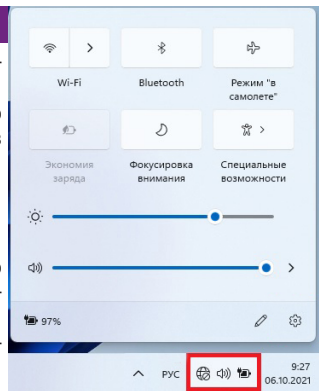 Wi-Fi
Bluetooth
Режим "в
самолете"
Экономия
заряда
Фокусировка
внимания
Специальные
возможности
97%
РУС
9:27
06.10.2021